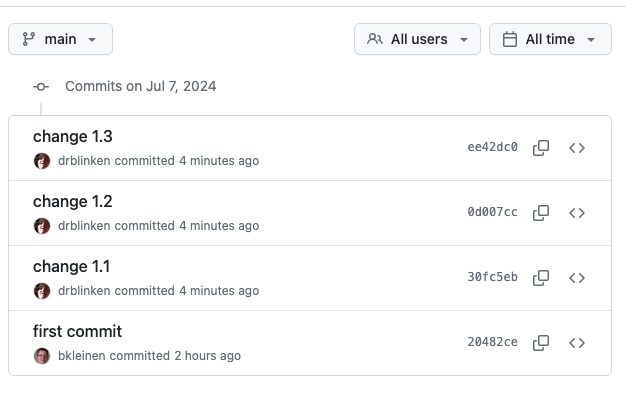 main
All users
All time
Commits on Jul 7, 2024
change 1.3
drblinken committed 4 minutes ago
ee42dc0
change 1.2
drblinken committed 4 minutes ago
0d007cc
change 1.1
drblinken committed 4 minutes ago
30fc5eb
first commit
bkleinen committed 2 hours ago
20482ce